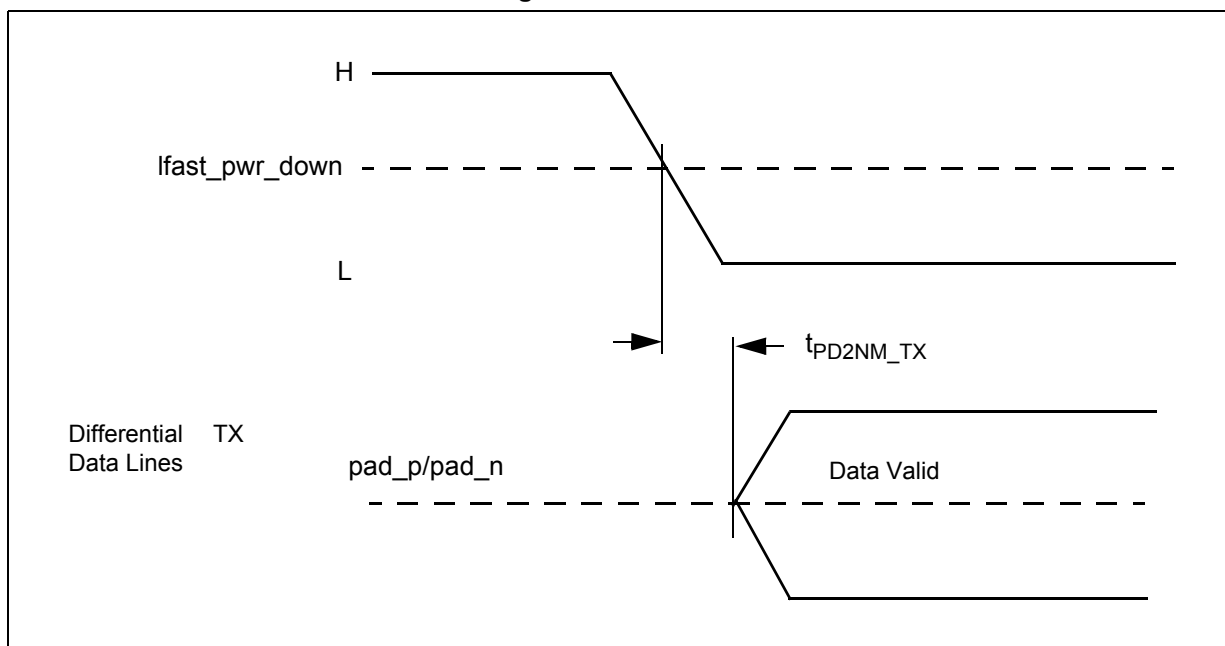 H
lfast_pwr_down
L
tPD2NM_TX
Differential TX
Data Lines
pad_p/pad_n
Data Valid